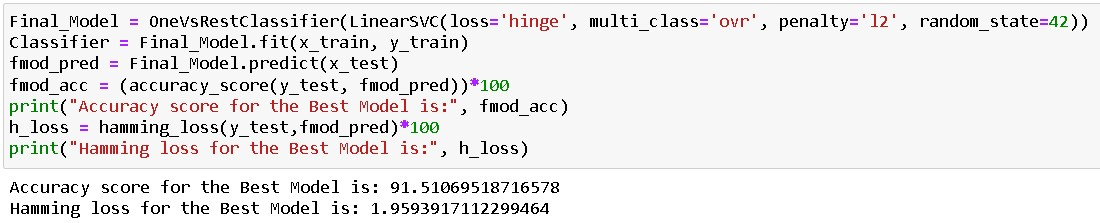 Final_Model = OneVsRestClassifier(LinearSVC(loss='hinge', multi_class='ovr', penalty='l2', random_state=42))
Classifier = Final_Model.fit(x_train, y_train)
fmod_pred = Final_Model.predict(x_test)
fmod_acc = (accuracy_score(y_test, fmod_pred))*100
print("Accuracy score for the Best Model is:", fmod_acc)
h_loss = hamming_loss(y_test,fmod_pred)*100
print("Hamming loss for the Best Model is:", h_loss)
Accuracy score for the Best Model is: 91.51069518716578
Hamming loss for the Best Model is: 1.9593917112299464